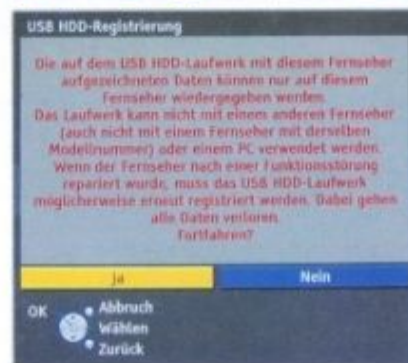 USB HDD-Registrierung
Die auf dem USB HDD-Laufwerk mit diesem Fernseher
aufgezeichneten Daten können nur auf diesem
Fernseher wiedergegeben werden.
Das Laufwerk kann nicht mit einem anderen Fernseher
(auch nicht mit einem Fernseher mit derselben
Modellnummer) oder einem PC verwendet werden.
Wenn der Fernseher nach einer Funktionsstörung
repariert wurde, muss das USB HDD-Laufwerk
möglicherweise erneut registriert werden. Dabei gehen
alle Daten verloren.
Fortfahren?
Ja Nein
OK Abbruch
Wählen
Zurück